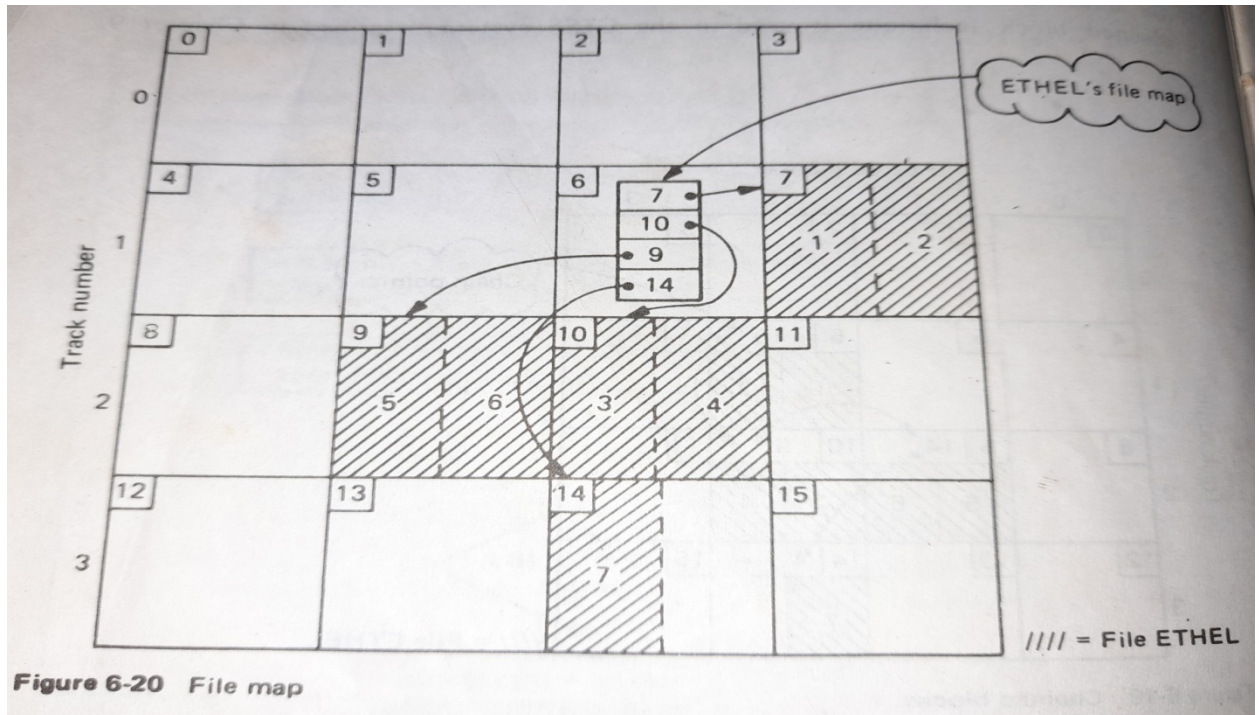 0 1 2 3
0
ETHEL's file map
4 5 6 7
7
10
9
14
1 2
1
Track number
8 9 10 11
2
5 6 3 4
12 13 14 15
3
7
//// = File ETHEL
Figure 6-20 File map